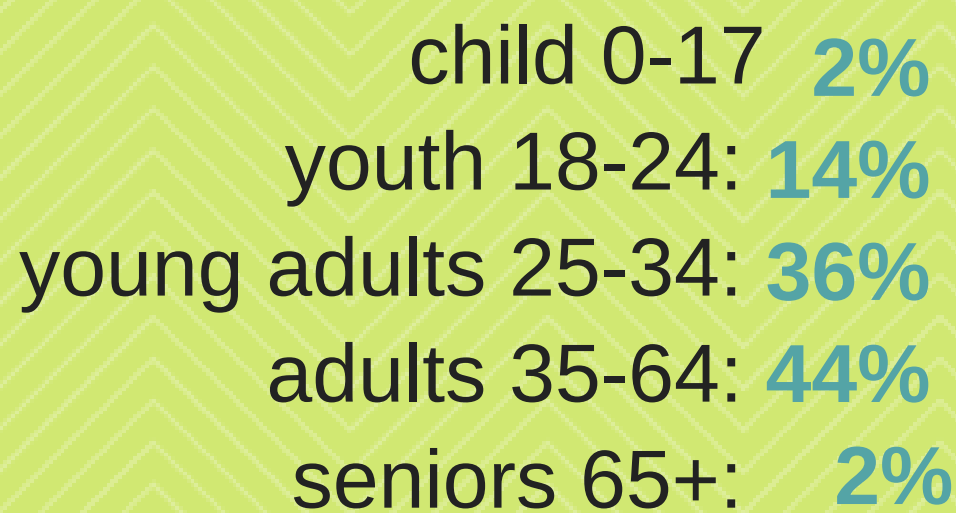 child 0-17 2%
youth 18-24: 14%
young adults 25-34: 36%
adults 35-64: 44%
seniors 65+: 2%